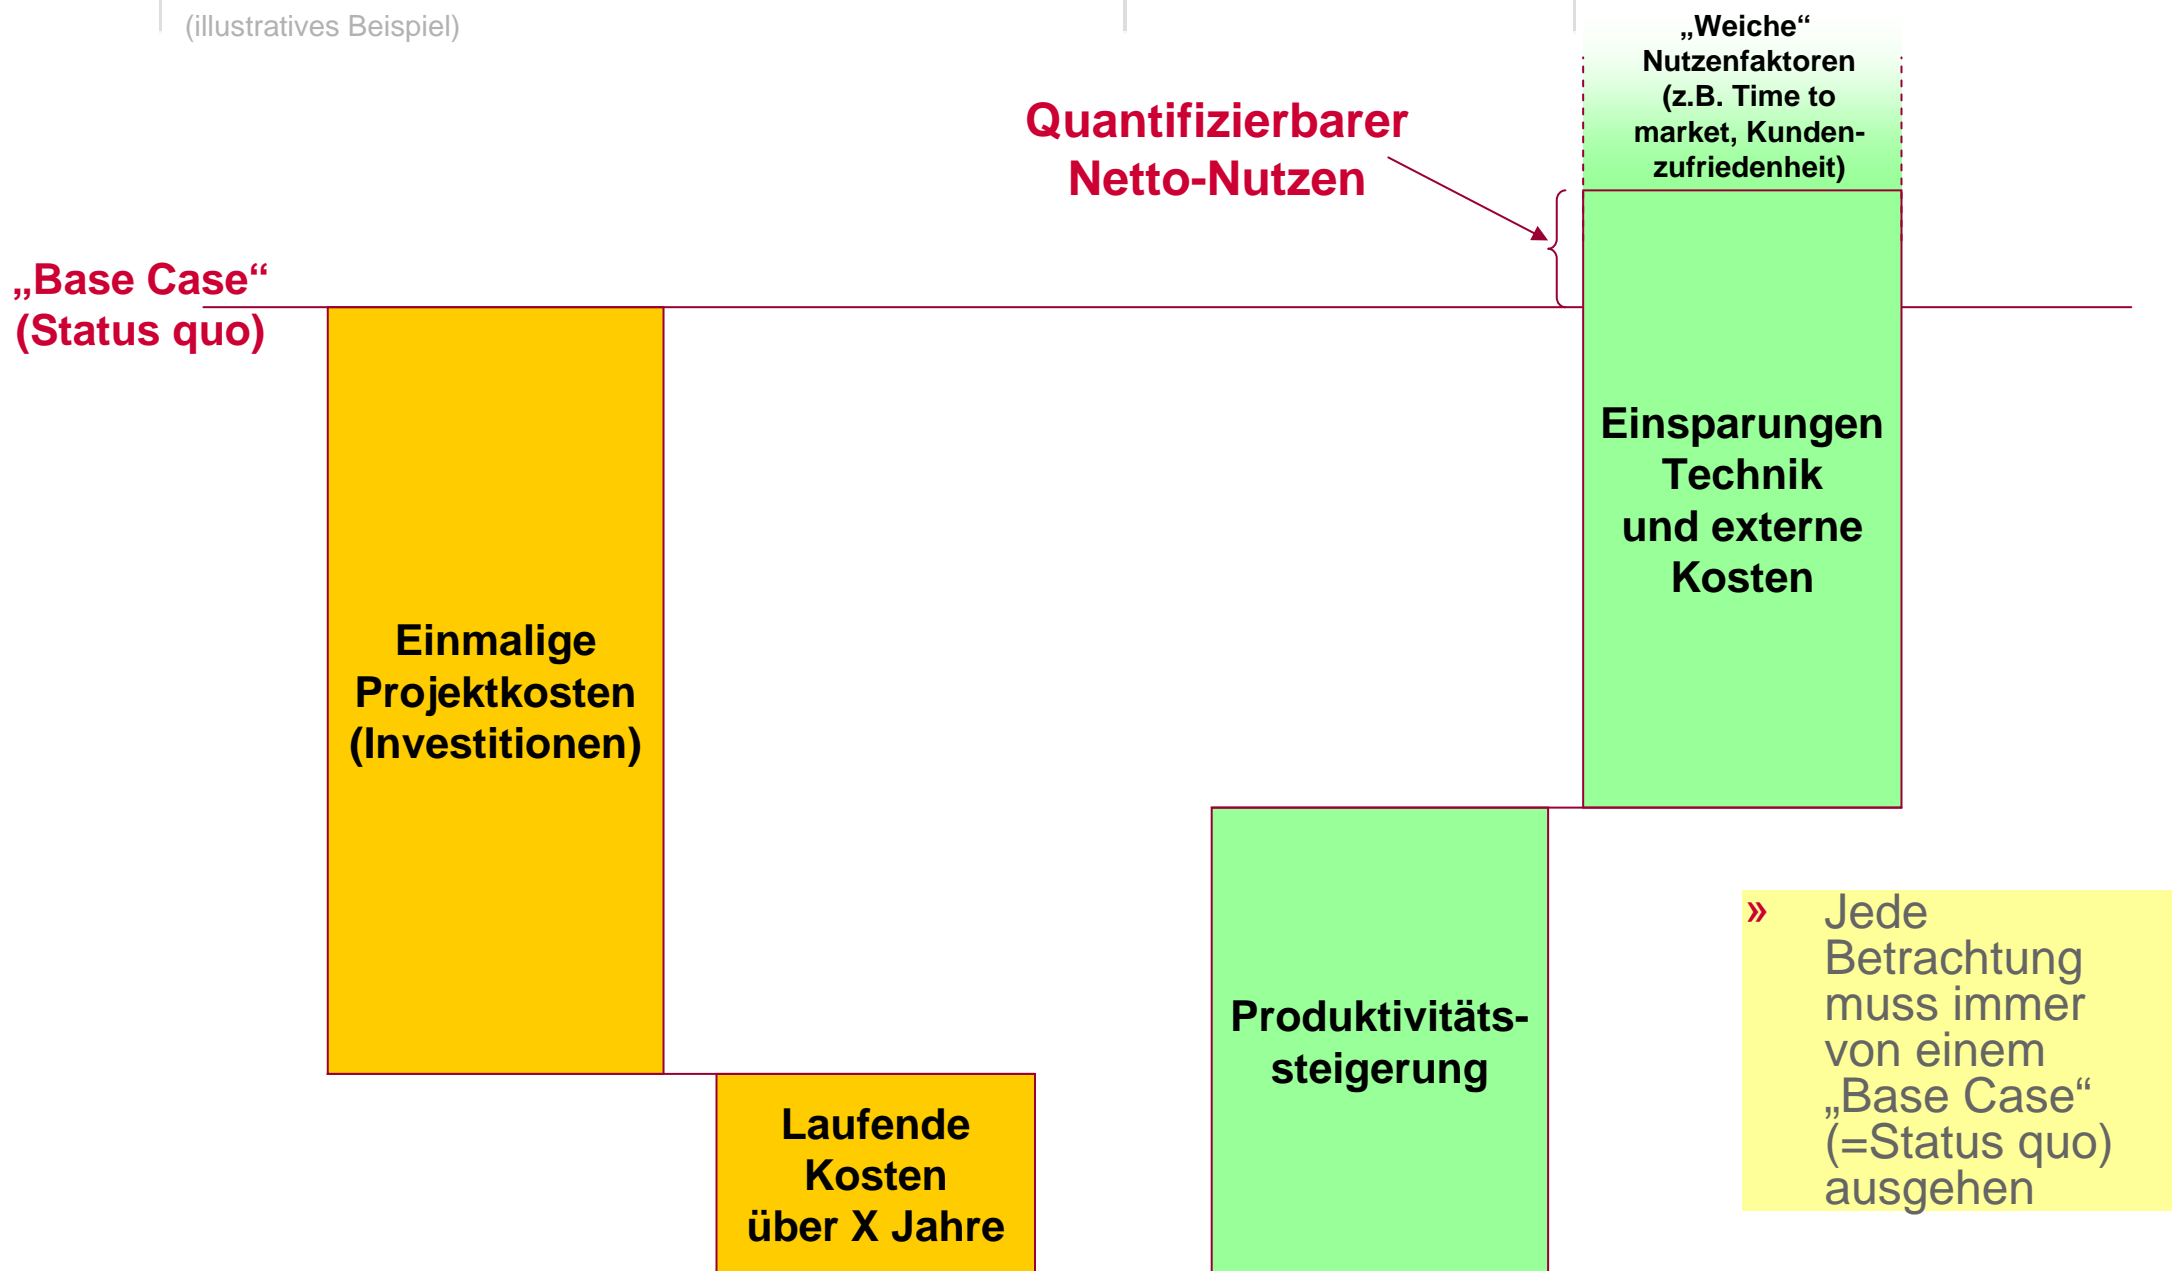 (illustratives Beispiel)
„Weiche“
Nutzenfaktoren
(z.B. Time to
market, Kunden-
zufriedenheit)
Quantifizierbarer
Netto-Nutzen
„Base Case“
(Status quo)
Einsparungen
Technik
und externe
Kosten
Einmalige
Projektkosten
(Investitionen)
Produktivitäts-
steigerung
Laufende
Kosten
über X Jahre
» Jede
Betrachtung
muss immer
von einem
„Base Case“
(=Status quo)
ausgehen